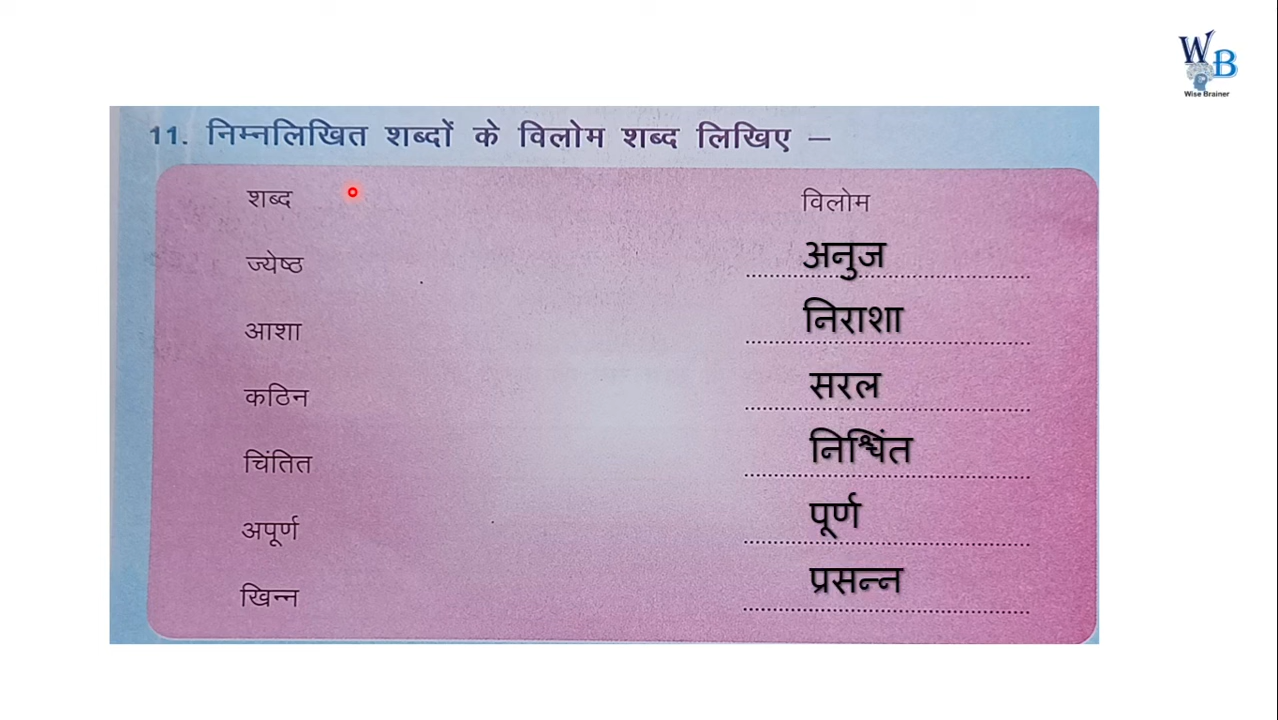 WB
Wise Brainer
11. निम्नलिखित शब्दों के विलोम शब्द लिखिए –
शब्द विलोम
ज्येष्ठ अनुज
आशा निराशा
कठिन सरल
चिंतित निश्चिंत
अपूर्ण पूर्ण
खिन्न प्रसन्न